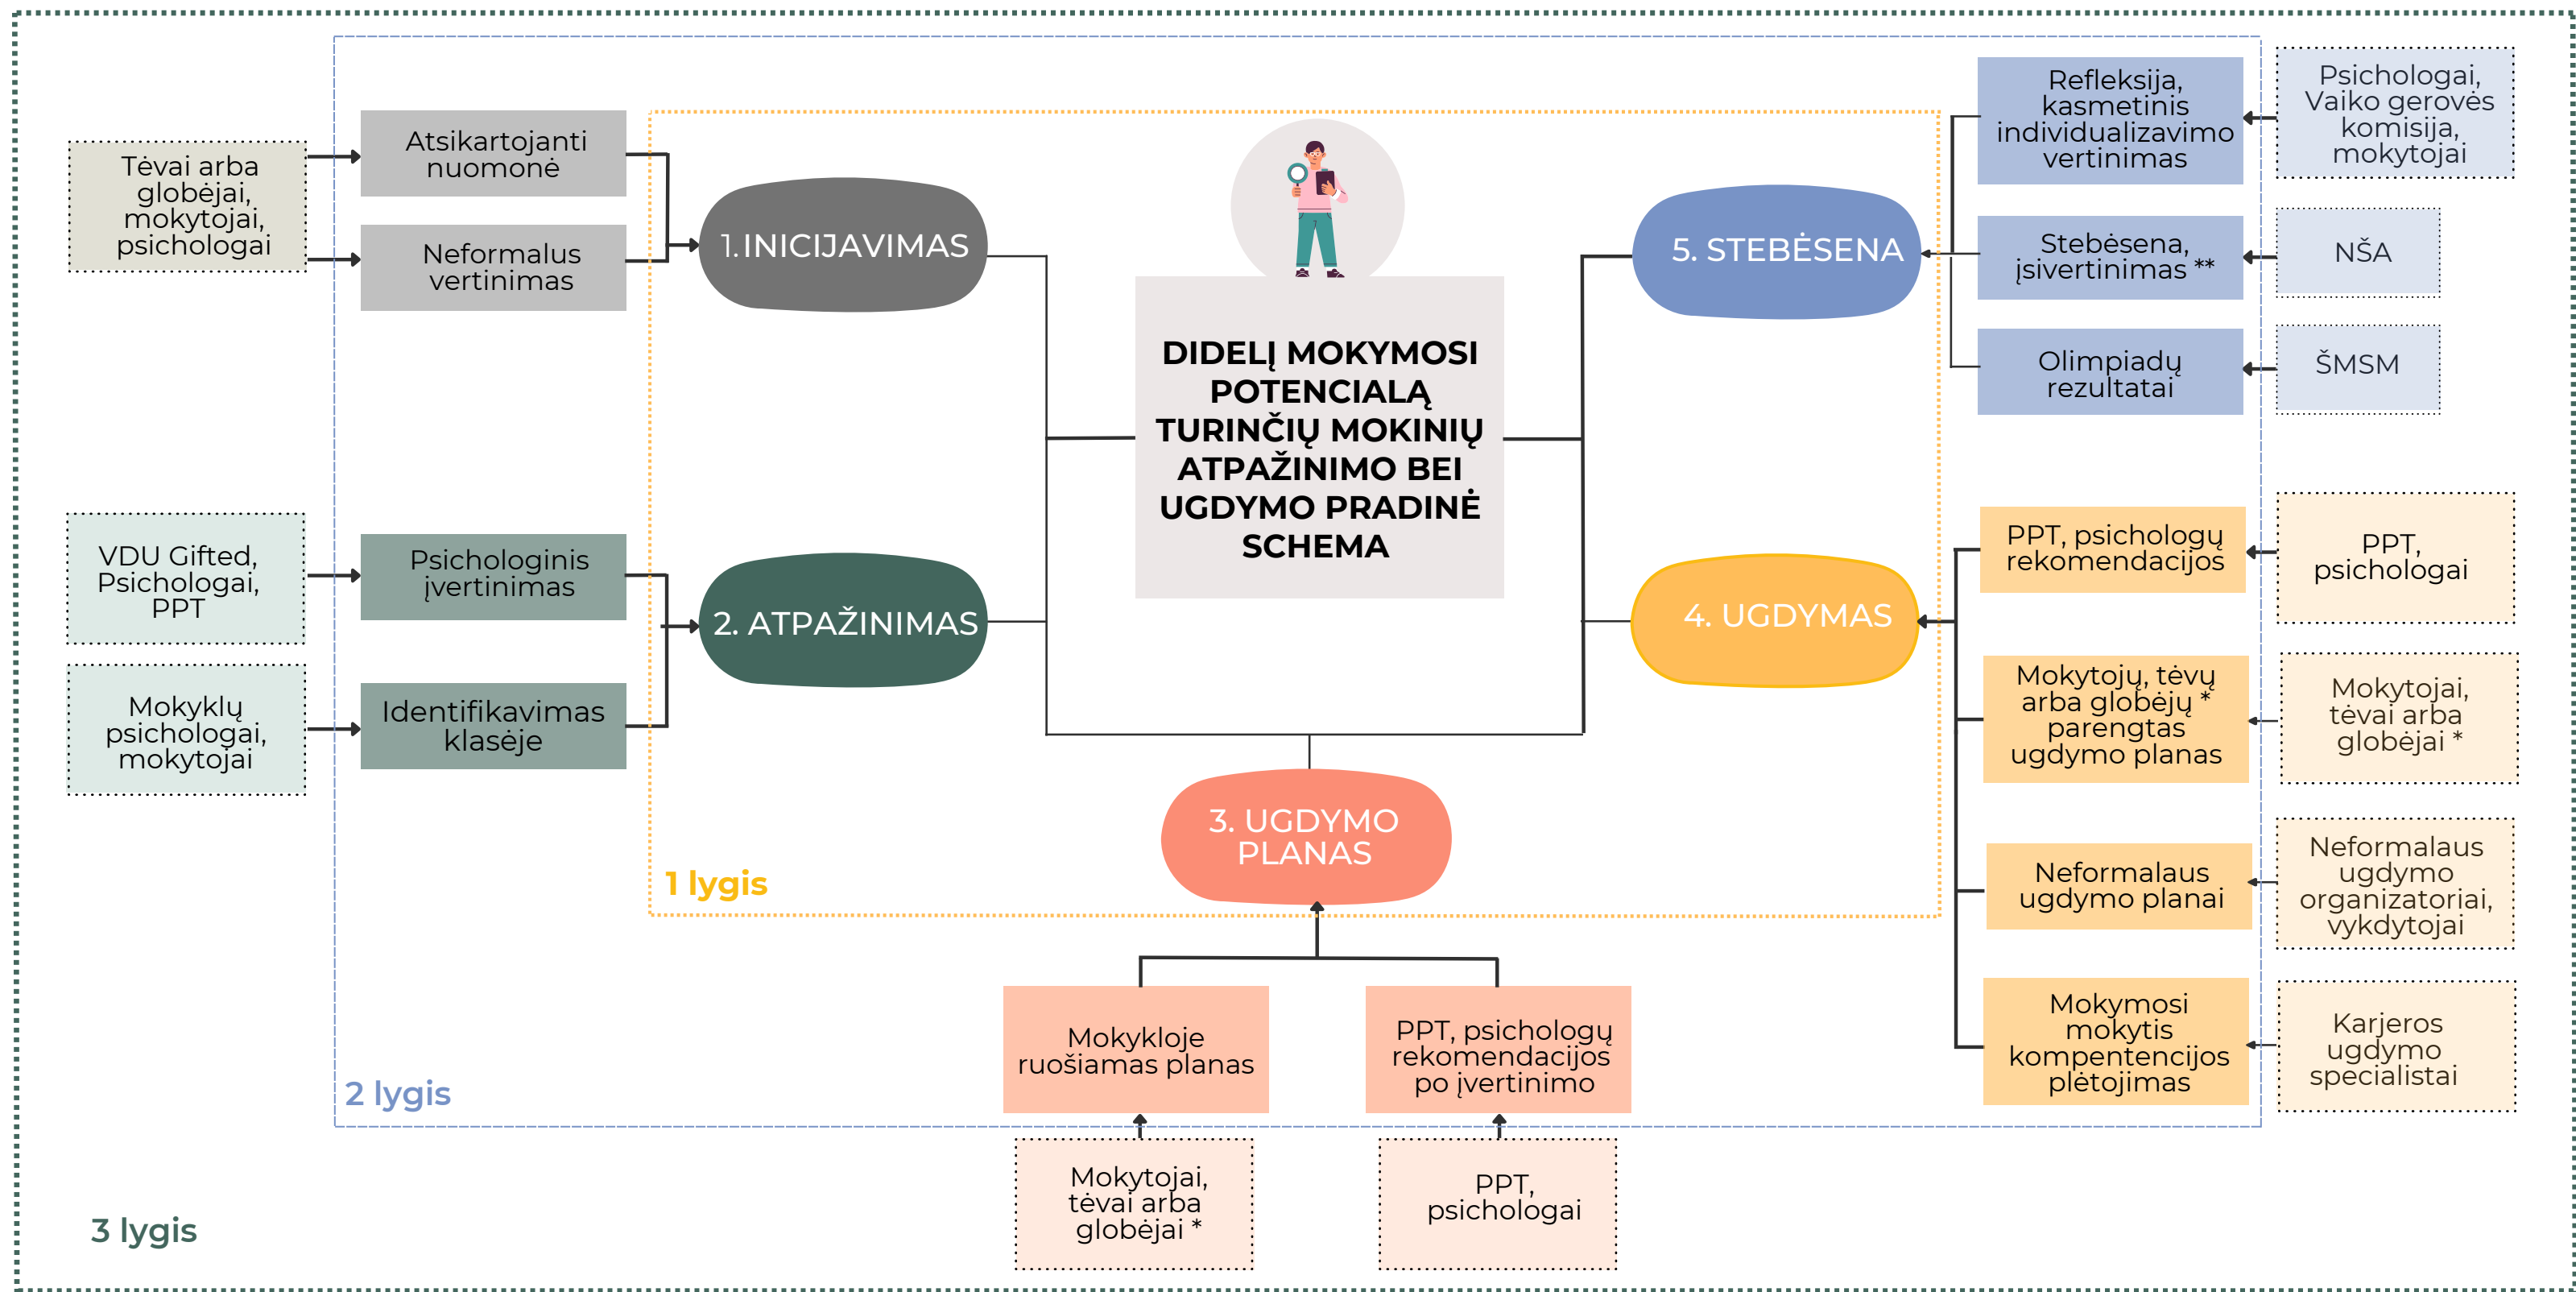 Tėvai arba
globėjai,
mokytojai,
psichologai
Atsikartojanti
nuomonė
Neformalus
vertinimas
1. INICIJAVIMAS
VDU Gifted,
Psichologai,
PPT
Mokyklų
psichologai,
mokytojai
Psichologinis
įvertinimas
Identifikavimas
klasėje
2. ATPAŽINIMAS
DIDELĮ MOKYMOSI
POTENCIALĄ
TURINČIŲ MOKINIŲ
ATPAŽINIMO BEI
UGDYMO PRADINĖ
SCHEMA
3. UGDYMO
PLANAS
Mokykloje
ruošiamas planas
PPT, psichologų
rekomendacijos
po įvertinimo
Mokytojai,
tėvai arba
globėjai *
PPT,
psichologai
5. STEBĖSENA
Refleksija,
kasmetinis
individualizavimo
vertinimas
Stebėsena,
įsivertinimas **
Olimpiadų
rezultatai
Psichologai,
Vaiko gerovės
komisija,
mokytojai
NŠA
ŠMSM
4. UGDYMAS
PPT, psichologų
rekomendacijos
Mokytojų, tėvų
arba globėjų *
parengtas
ugdymo planas
Neformalaus
ugdymo planai
Mokymosi
mokytis
kompentencijos
plėtojimas
PPT,
psichologai
Mokytojai,
tėvai arba
globėjai *
Neformalaus
ugdymo
organizatoriai,
vykdytojai
Karjeros
ugdymo
specialistai
1 lygis
2 lygis
3 lygis